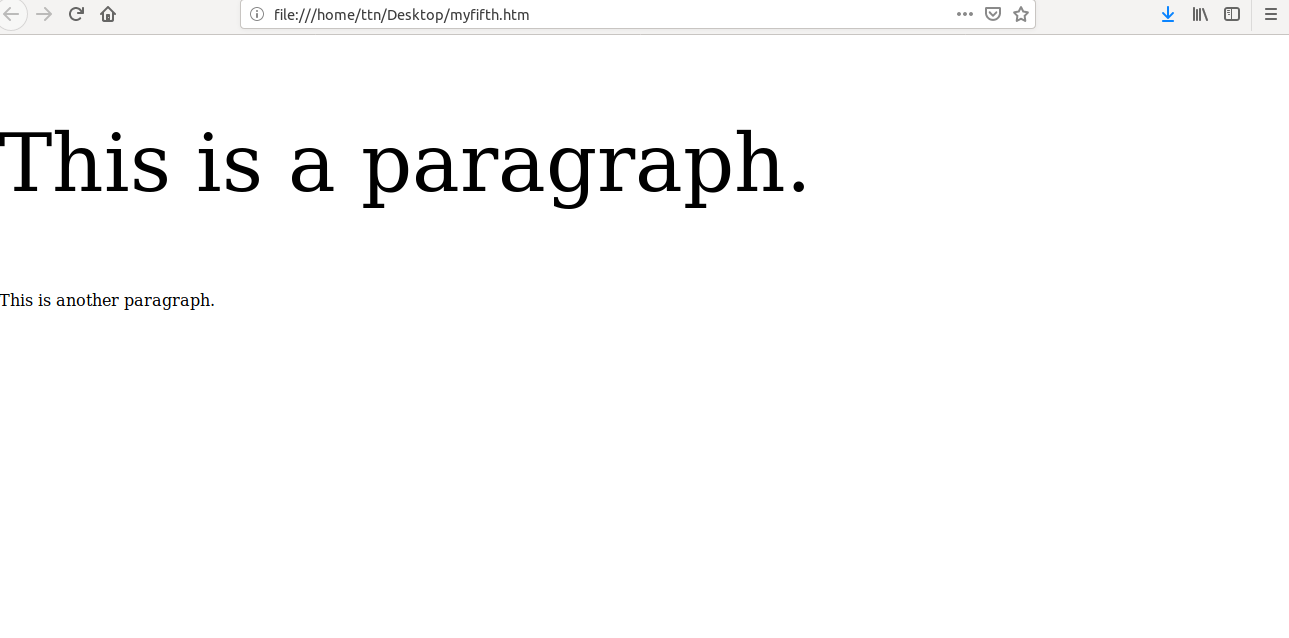 file:///home/ttn/Desktop/myfifth.htm
This is a paragraph.
This is another paragraph.